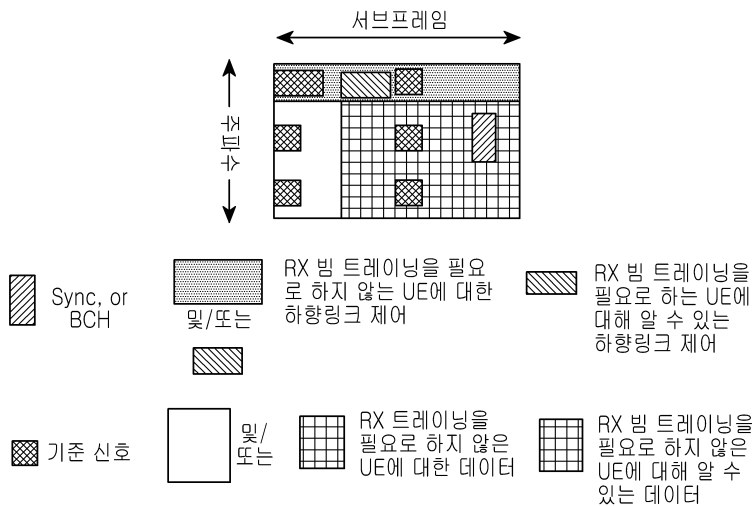 서브프레임
주파수
Sync, or
BCH
및/또는
RX 빔 트레이닝을 필요
로 하지 않는 UE에 대한
하향링크 제어
RX 빔 트레이닝을
필요로 하는 UE에
대해 알 수 있는
하향링크 제어
기준 신호
및/
또는
RX 트레이닝을
필요로 하지 않은
UE에 대한 데이터
RX 빔 트레이닝을
필요로 하지 않은
UE에 대해 알 수
있는 데이터